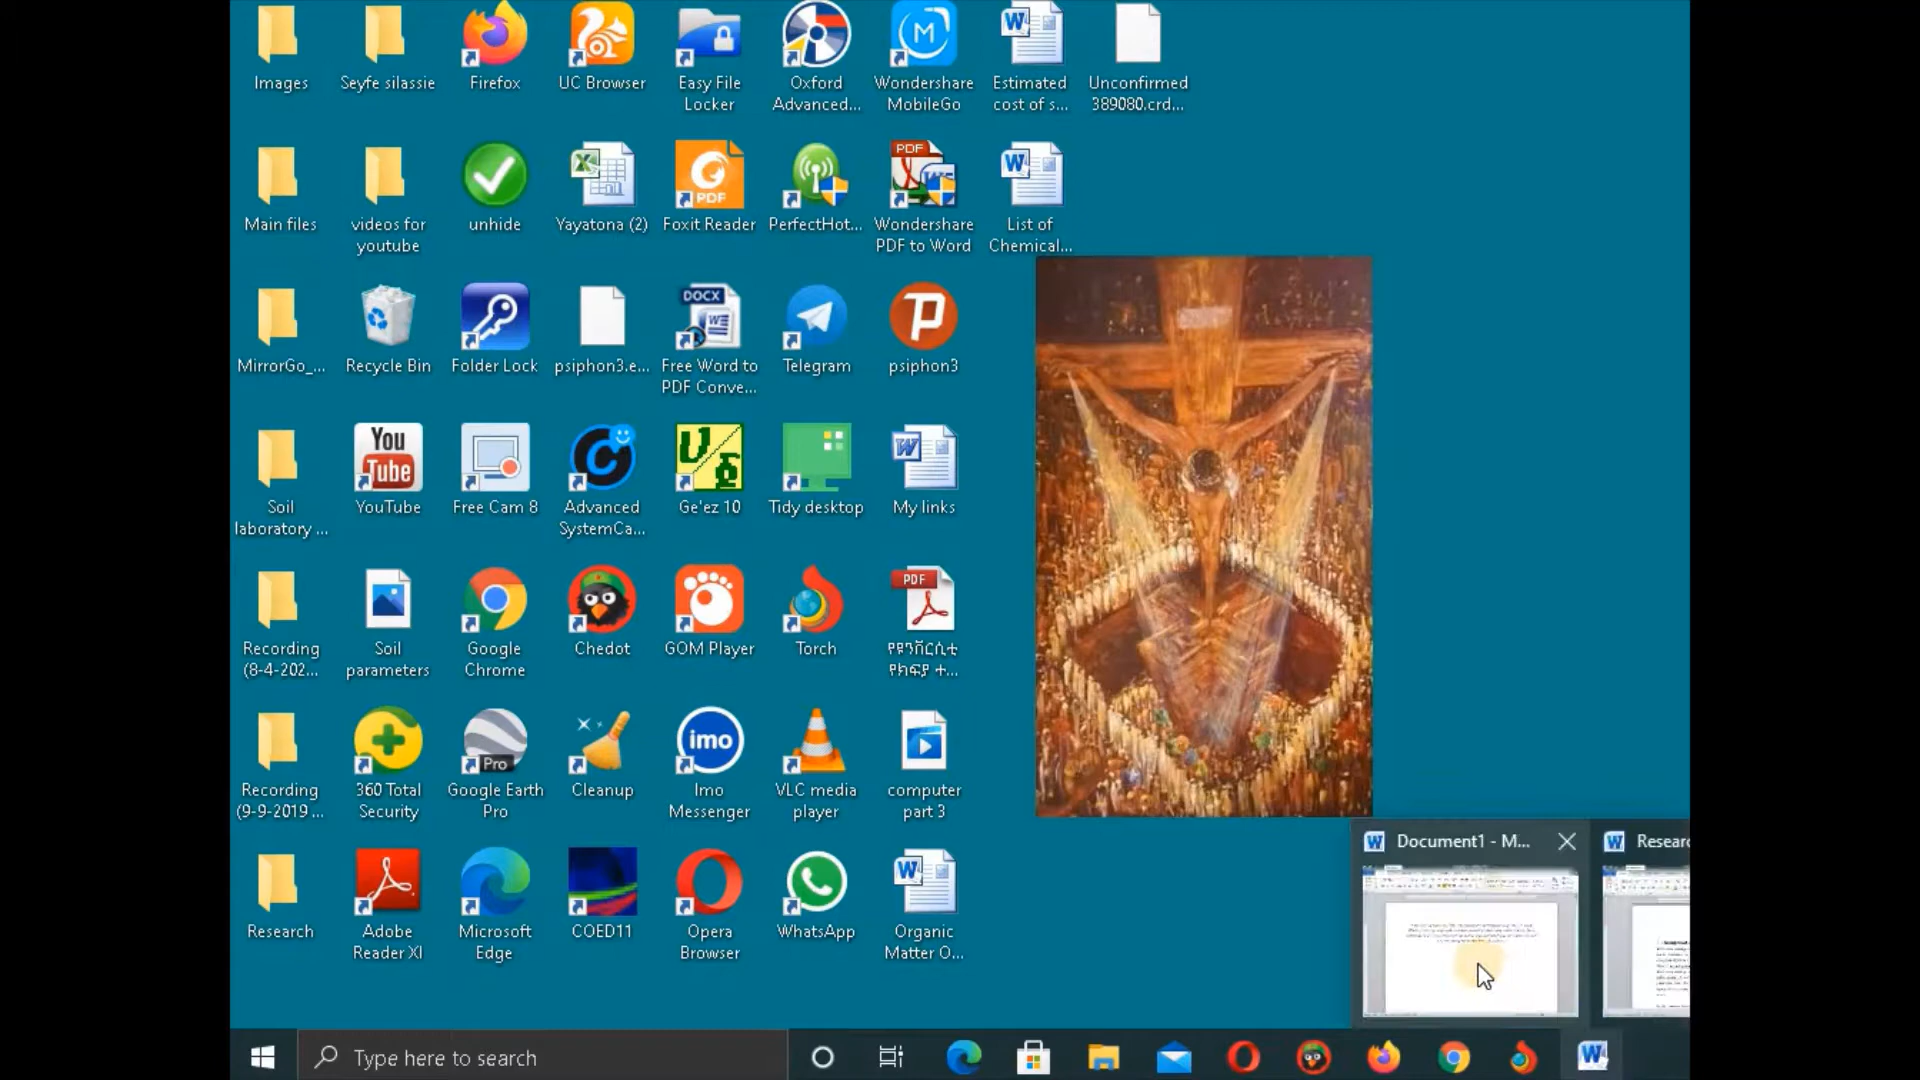 Images
Seyfe silassie
Firefox
UC Browser
Easy File
Locker
Oxford
Advanced...
Wondershare
MobileGo
Estimated
cost of s...
Unconfirmed
389080.crd...
Main files
videos for
youtube
unhide
Yayatona (2)
Foxit Reader
PerfectHot...
Wondershare
PDF to Word
List of
Chemical...
MirrorGo_...
Recycle Bin
Folder Lock
psiphon3.e...
Free Word to
PDF Conve...
Telegram
psiphon3
Soil
laboratory ...
YouTube
Free Cam 8
Advanced
SystemCa...
Ge'ez 10
Tidy desktop
My links
Recording
(8-4-202...
Soil
parameters
Google
Chrome
Chedot
GOM Player
Torch
Recording
(9-9-2019 ...
360 Total
Security
Google Earth
Pro
Cleanup
Imo
Messenger
VLC media
player
computer
part 3
Research
Adobe
Reader XI
Microsoft
Edge
COED11
Opera
Browser
WhatsApp
Organic
Matter O...
Document1 - M...
Researc
Type here to search